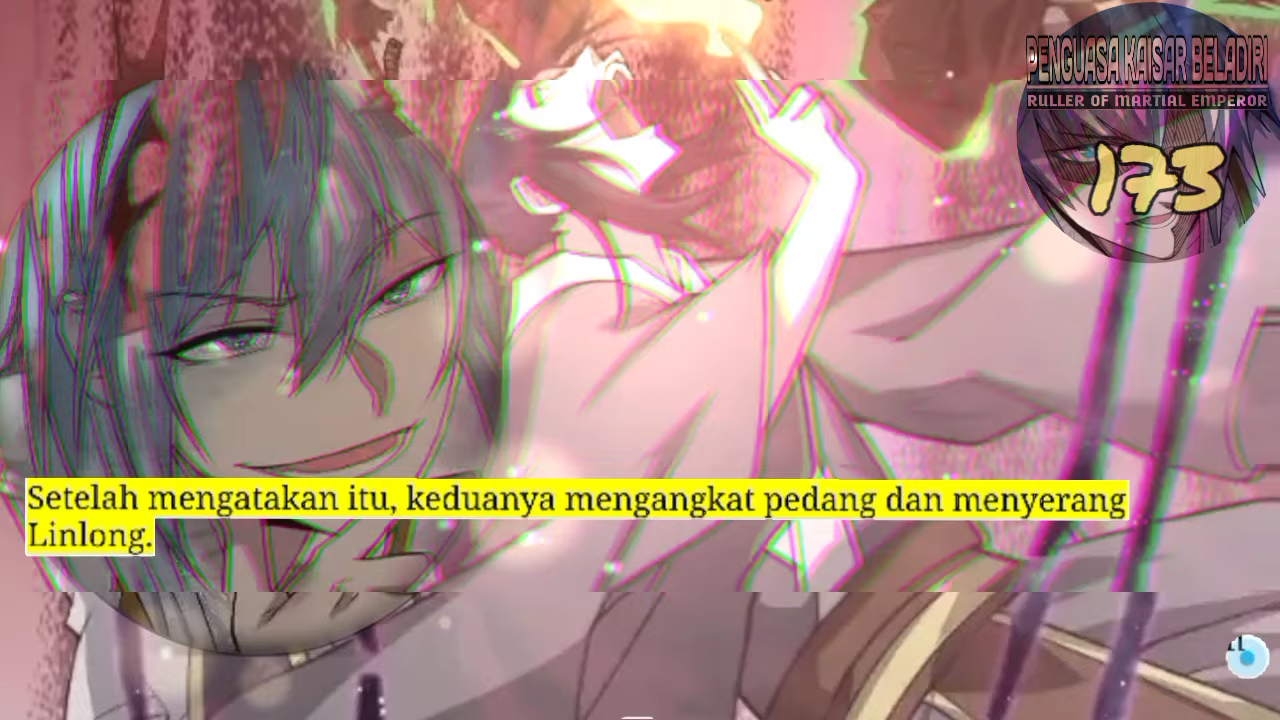 PENGUASA KAISAR BELADIRI
RULLER OF MARTIAL EMPEROR
173
Setelah mengatakan itu, keduanya mengangkat pedang dan menyerang
Linlong.